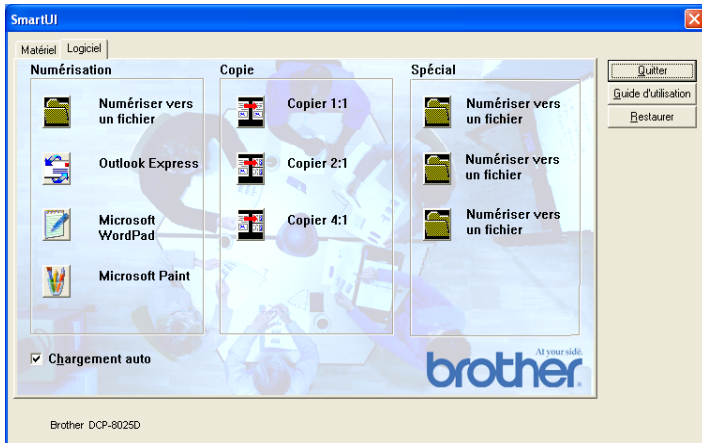 SmartUI
Matériel
Logiciel
Numérisation
Numériser vers
un fichier
Outlook Express
Microsoft
WordPad
Microsoft Paint
Copie
Copier 1:1
Copier 2:1
Copier 4:1
Spécial
Numériser vers
un fichier
Numériser vers
un fichier
Numériser vers
un fichier
Quitter
Guide d'utilisation
Restaurer
Chargement auto
At your side.
brother
Brother DCP-8025D